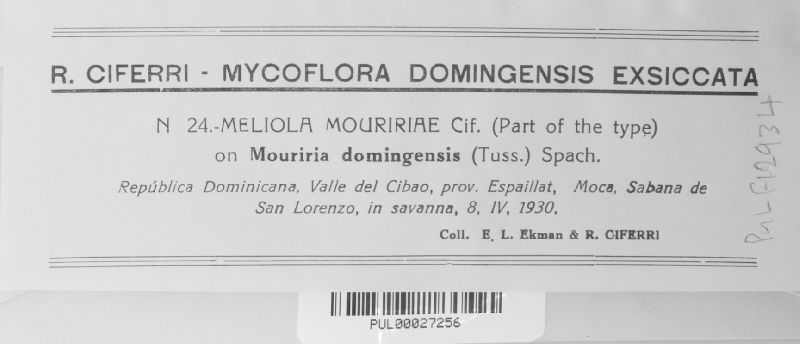 R. CIFERRI - MYCOFLORA DOMINGENSIS EXSICCATA
N 24.-MELIOLA MOURIRIAE Cif. (Part of the type)
on Mouriria domingensis (Tuss.) Spach.
República Dominicana, Valle del Cibao, prov. Espaillat, Moca, Sabana de
San Lorenzo, in savanna, 8, IV, 1930,
Coll. E. L. Ekman & R. CIFERRI
PUL F12934
PUL00027256